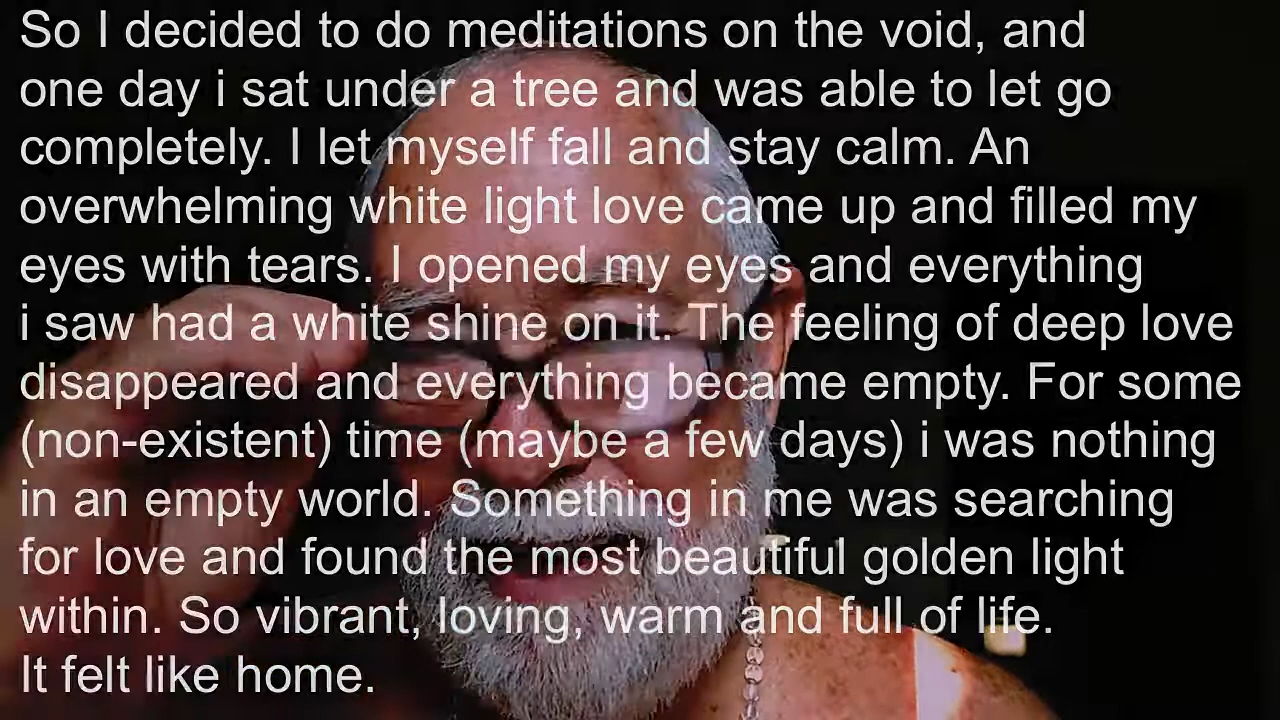 So I decided to do meditations on the void, and
one day i sat under a tree and was able to let go
completely. I let myself fall and stay calm. An
overwhelming white light love came up and filled my
eyes with tears. I opened my eyes and everything
i saw had a white shine on it. The feeling of deep love
disappeared and everything became empty. For some
(non-existent) time (maybe a few days) i was nothing
in an empty world. Something in me was searching
for love and found the most beautiful golden light
within. So vibrant, loving, warm and full of life.
It felt like home.